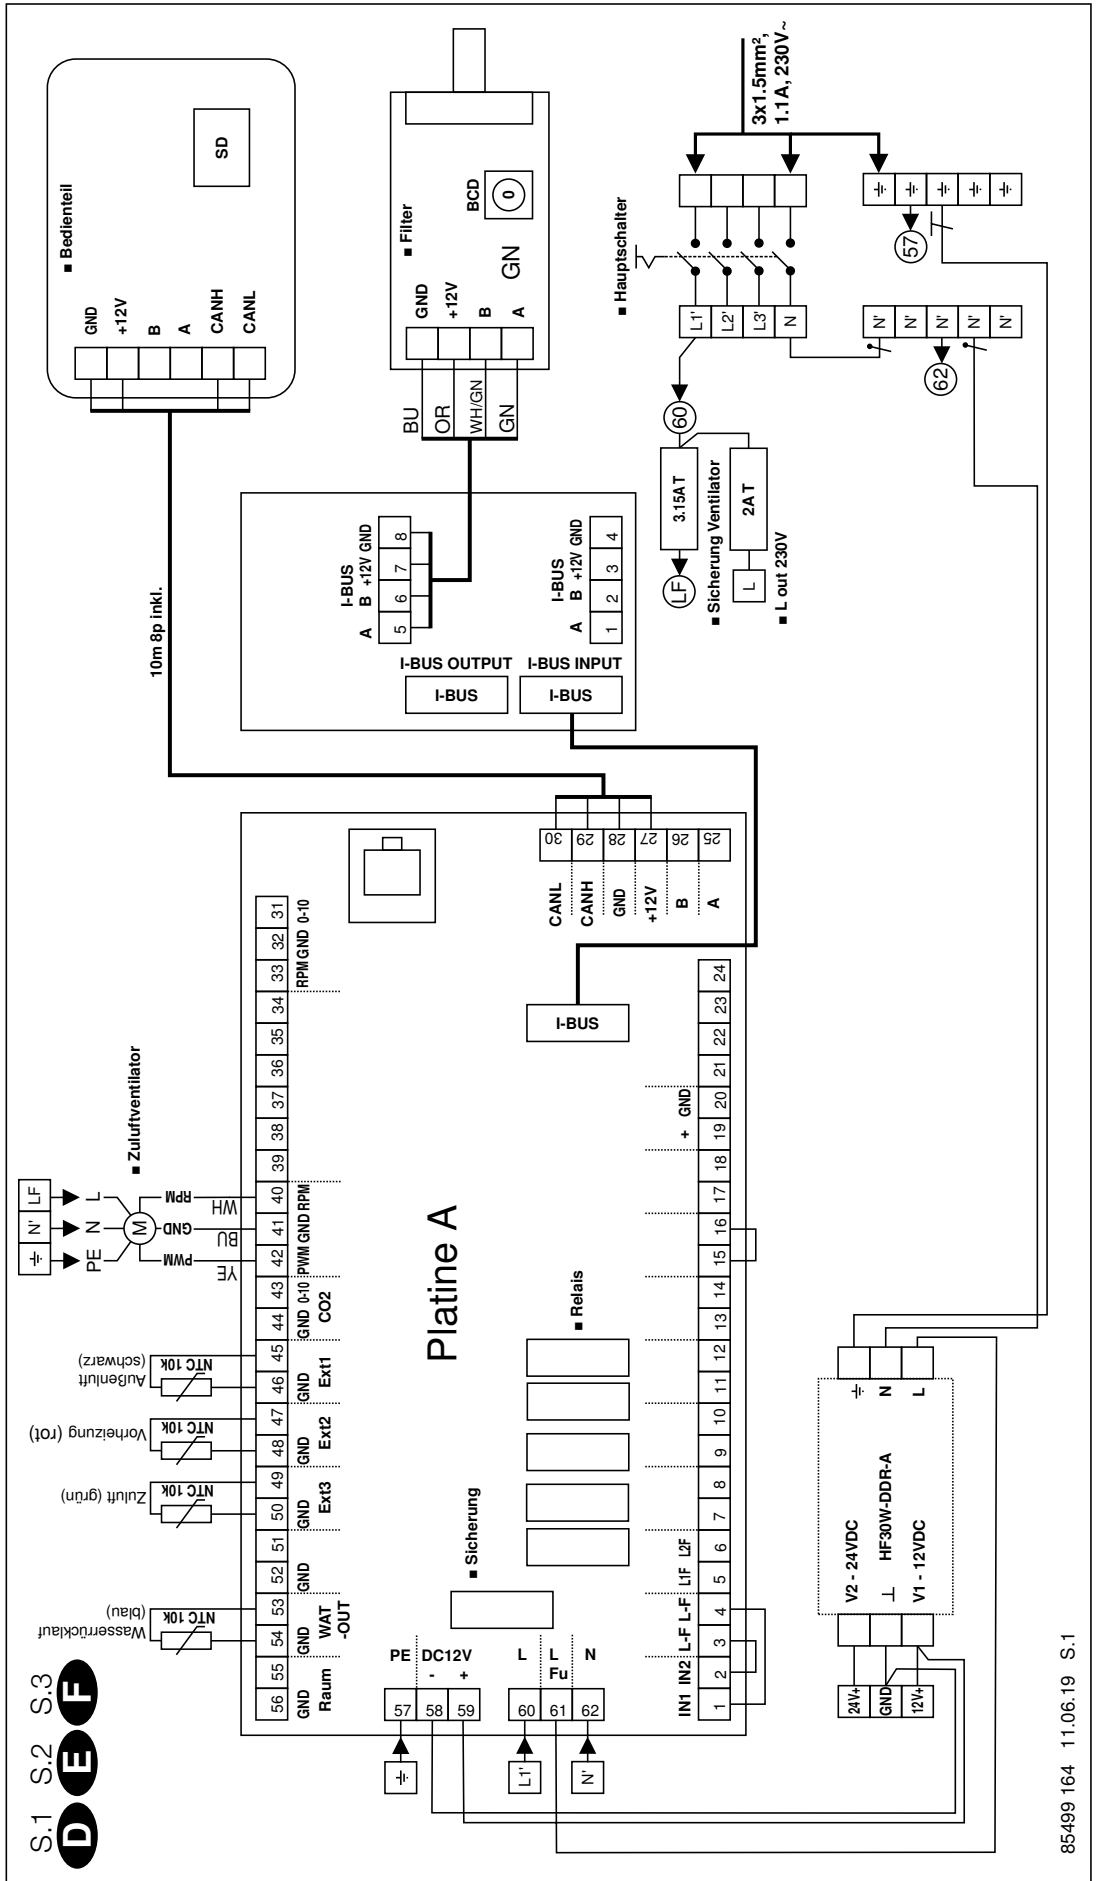 S.1 S.2 S.3
D E F
85499 164 11.06.19 S.1
■ Bedienteil
SD
GND
+12V
B
A
CANH
CANL
10m 8p inkl.
■ Filter
BCD
0
GN
GND
+12V
B
A
BU
OR
WH/GN
GN
I-BUS
A B +12V GND
5 6 7 8
I-BUS
A B +12V GND
1 2 3 4
I-BUS OUTPUT
I-BUS
I-BUS INPUT
I-BUS
■ Hauptschalter
3x1.5mm²,
1.1A, 230V~
L1'
L2'
L3'
N
57
N' N' N' N' N'
62
60
3.15AT
LF
■ Sicherung Ventilator
2AT
L
■ L out 230V
Platine A
CANL
CANH
GND
+12V
B
A
30 29 28 27 26 25
I-BUS
■ Zuluftventilator
LF
N'
L
N
PE
M
RPM
GND
PWM
WH
BU
YE
56 55 54 53 52 51 50 49 48 47 46 45 44 43 42 41 40 39 38 37 36 35 34 33 32 31
GND GND GND GND GND GND GND 0-10 PWM GND RPM RPM GND 0-10
Raum
WAT
-OUT
Ext3
Ext2
Ext1
CO2
Wasserrücklauf
(blau)
NTC 10k
Zuluft (grün)
NTC 10k
Vorheizung (rot)
NTC 10k
Außenluft
(schwarz)
NTC 10k
■ Sicherung
■ Relais
PE DC12V
- +
57 58 59
L L N
Fu
60 61 62
L1'
N'
IN1 IN2 L-F L-F L1F L2F + GND
1 2 3 4 5 6 7 8 9 10 11 12 13 14 15 16 17 18 19 20 21 22 23 24
24V+
GND
12V+
V2 - 24VDC
⊥ HF30W-DDR-A
V1 - 12VDC
N
L